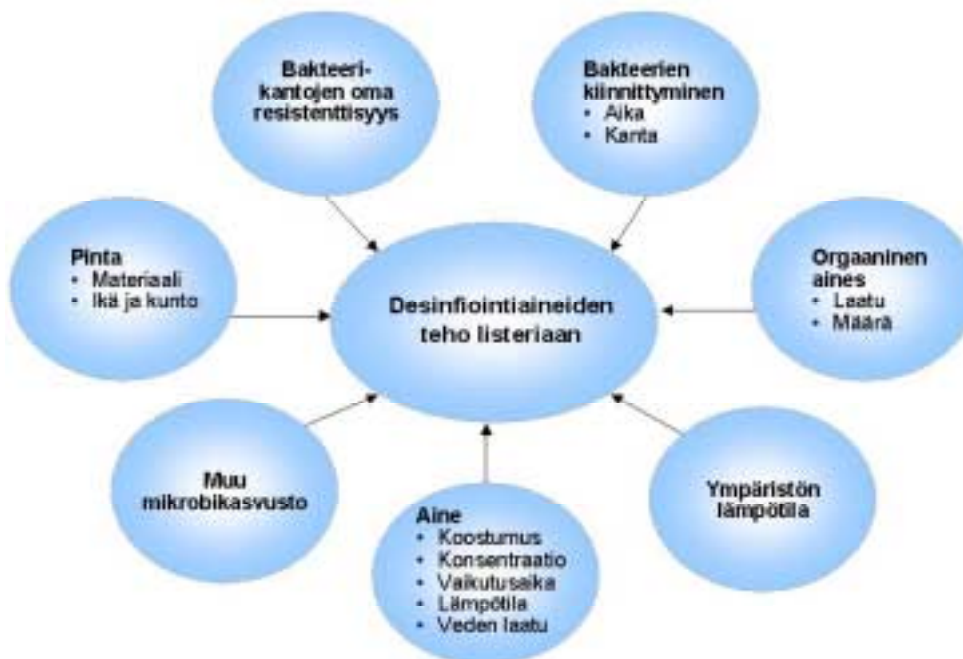 Bakteeri-
kantojen oma
resistenttisyys
Bakteerien
kiinnittyminen
• Aika
• Kanta
Pinta
• Materiaali
• Ikä ja kunto
Desinfiointiaineiden
teho listeriaan
Orgaaninen
aines
• Laatu
• Määrä
Muu
mikrobikasvusto
Aine
• Koostumus
• Konsentraatio
• Vaikutusaika
• Lämpötila
• Veden laatu
Ympäristön
lämpötila